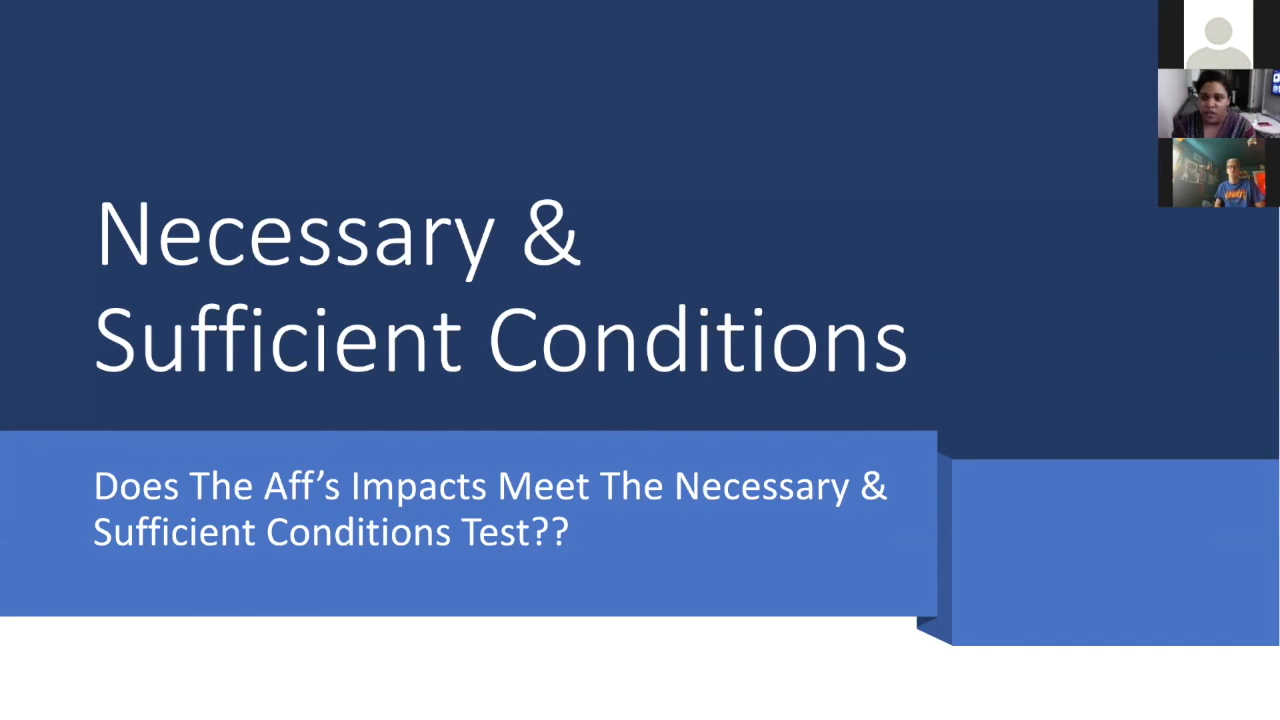 Necessary &
Sufficient Conditions
Does The Aff's Impacts Meet The Necessary &
Sufficient Conditions Test??